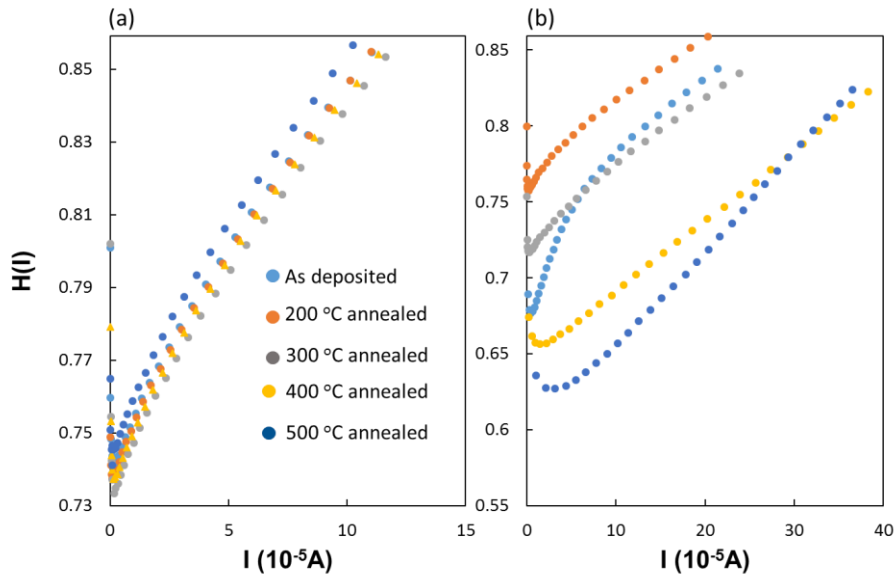 (a)
(b)
0.85
0.83
0.81
0.79
0.77
0.75
0.73
0
5
10
15
H(I)
I (10⁻⁵A)
As deposited
200 °C annealed
300 °C annealed
400 °C annealed
500 °C annealed
0.85
0.8
0.75
0.7
0.65
0.6
0.55
0
10
20
30
40
I (10⁻⁵A)